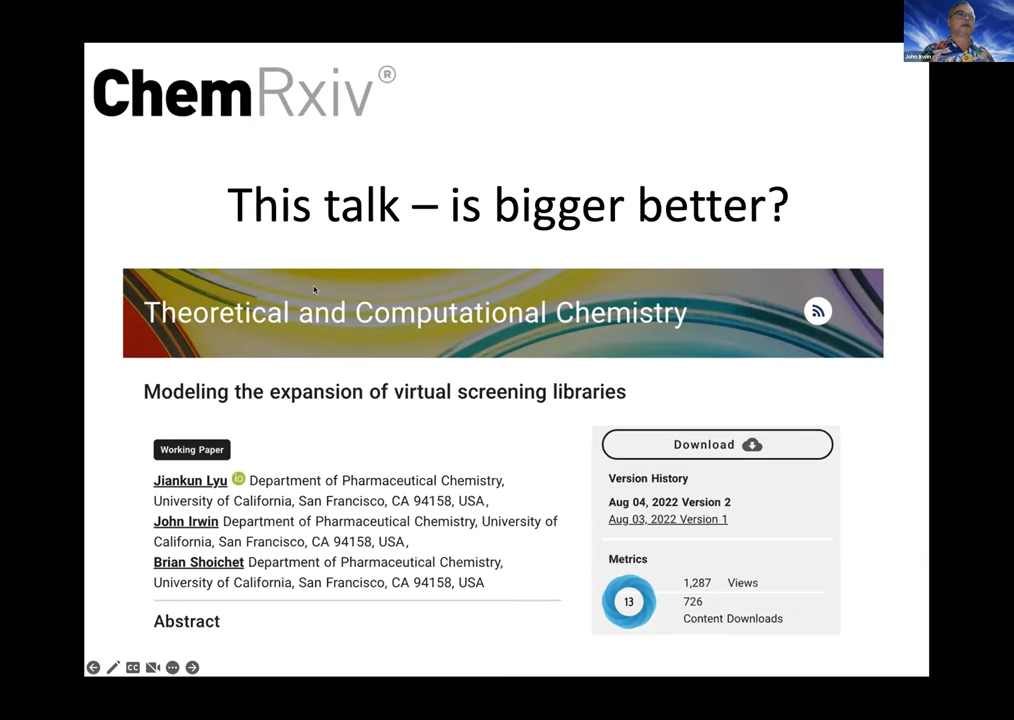 ChemRxiv®
This talk – is bigger better?
Theoretical and Computational Chemistry
Modeling the expansion of virtual screening libraries
Working Paper
Jiankun Lyu iD Department of Pharmaceutical Chemistry,
University of California, San Francisco, CA 94158, USA,
John Irwin Department of Pharmaceutical Chemistry, University of
California, San Francisco, CA 94158, USA,
Brian Shoichet Department of Pharmaceutical Chemistry,
University of California, San Francisco, CA 94158, USA
Abstract
Download
Version History
Aug 04, 2022 Version 2
Aug 03, 2022 Version 1
Metrics
13
1,287 Views
726
Content Downloads
CC
John Irwin